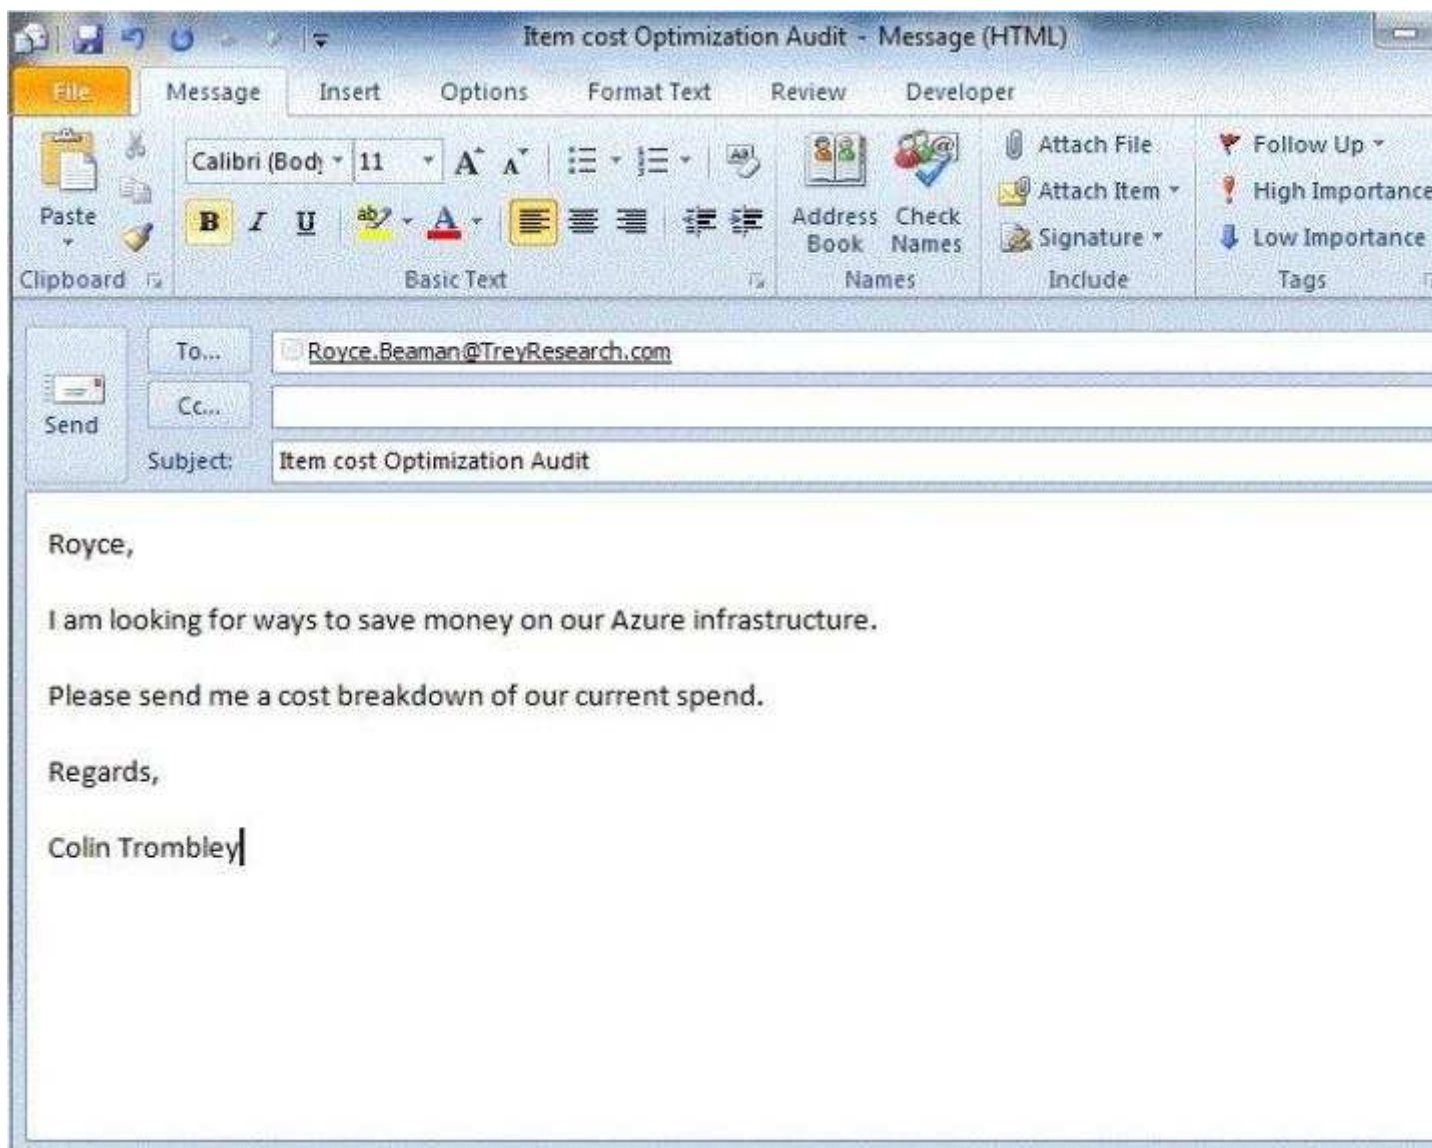 Item cost Optimization Audit - Message (HTML)
File Message Insert Options Format Text Review Developer
Paste
Calibri (Body 11
B I U
Address Book
Check Names
Attach File
Attach Item
Signature
Follow Up
High Importance
Low Importance
Clipboard Basic Text Names Include Tags
Send
To... Royce.Beaman@TreyResearch.com
Cc...
Subject: Item cost Optimization Audit
Royce,
I am looking for ways to save money on our Azure infrastructure.
Please send me a cost breakdown of our current spend.
Regards,
Colin Trombley